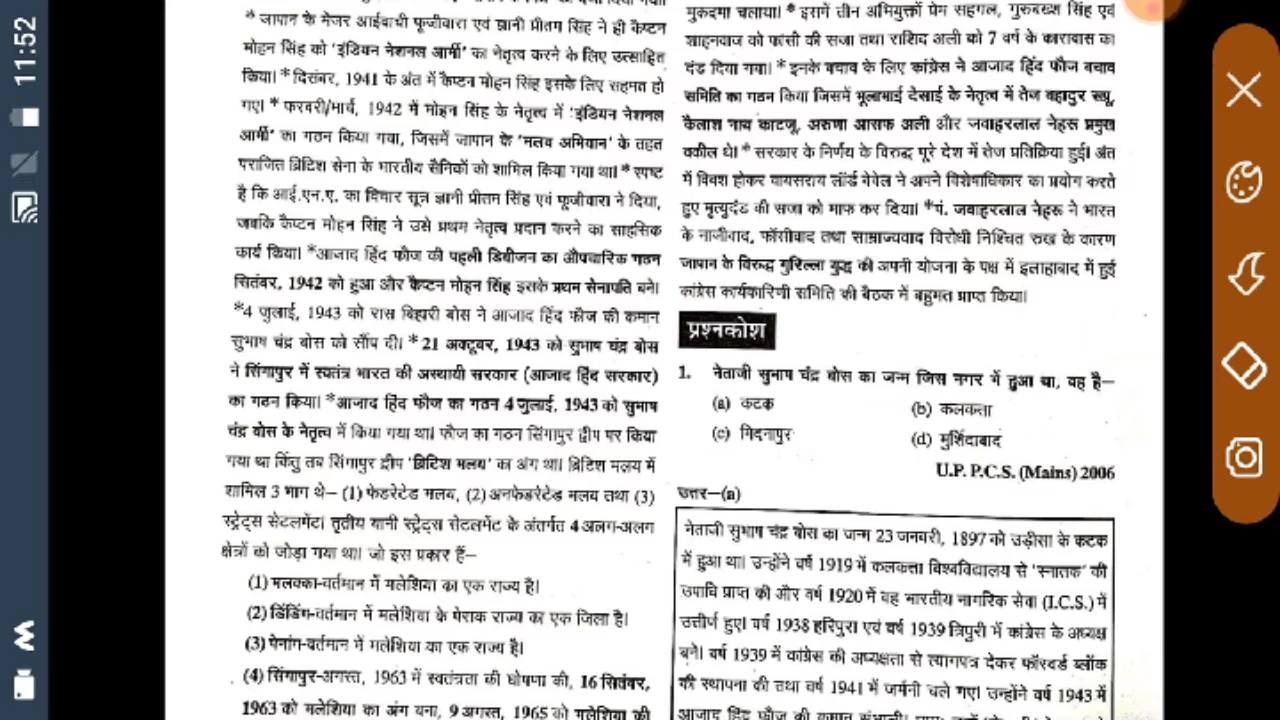 11:52
* जापान के मेजर आईवाची फूजीवारा एवं ज्ञानी प्रीतम सिंह ने ही कैप्टन
मोहन सिंह को 'इंडियन नेशनल आर्मी' का नेतृत्व करने के लिए उत्साहित
किया। * दिसंबर, 1941 के अंत में कैप्टन मोहन सिंह इसके लिए सहमत हो
गए। * फरवरी/मार्च, 1942 में मोहन सिंह के नेतृत्व में 'इंडियन नेशनल
आर्मी' का गठन किया गया, जिसमें जापान के 'मलय अभियान' के तहत
पराजित ब्रिटिश सेना के भारतीय सैनिकों को शामिल किया गया था। * स्पष्ट
है कि आई.एन.ए. का विचार सूत्र ज्ञानी प्रीतम सिंह एवं फूजीवारा ने दिया,
जबकि कैप्टन मोहन सिंह ने उसे प्रथम नेतृत्व प्रदान करने का साहसिक
कार्य किया। *आजाद हिंद फौज की पहली डिवीजन का औपचारिक गठन
सितंबर, 1942 को हुआ और कैप्टन मोहन सिंह इसके प्रथम सेनापति बने।
*4 जुलाई, 1943 को रास बिहारी बोस ने आजाद हिंद फौज की कमान
सुभाष चंद्र बोस को सौंप दी। * 21 अक्टूबर, 1943 को सुभाष चंद्र बोस
ने सिंगापुर में स्वतंत्र भारत की अस्थायी सरकार (आजाद हिंद सरकार)
का गठन किया। *आजाद हिंद फौज का गठन 4 जुलाई, 1943 को सुभाष
चंद्र बोस के नेतृत्व में किया गया था। फौज का गठन सिंगापुर द्वीप पर किया
गया था किंतु तब सिंगापुर द्वीप 'ब्रिटिश मलय' का अंग था। ब्रिटिश मलय में
शामिल 3 भाग थे– (1) फेडरेटेड मलय, (2) अनफेडरेटेड मलय तथा (3)
स्ट्रेट्स सेटलमेंट। तृतीय यानी स्ट्रेट्स सेटलमेंट के अंतर्गत 4 अलग-अलग
क्षेत्रों को जोड़ा गया था। जो इस प्रकार हैं–
(1) मलक्का-वर्तमान में मलेशिया का एक राज्य है।
(2) डिंडिंग-वर्तमान में मलेशिया के पेराक राज्य का एक जिला है।
(3) पेनांग-वर्तमान में मलेशिया का एक राज्य है।
(4) सिंगापुर-अगस्त, 1963 में स्वतंत्रता की घोषणा की, 16 सितंबर,
1963 को मलेशिया का अंग बना, 9 अगस्त, 1965 को मलेशिया की
मुकदमा चलाया। * इसमें तीन अभियुक्तों प्रेम सहगल, गुरुबख्श सिंह एवं
शाहनवाज को फांसी की सजा तथा राशिद अली को 7 वर्ष के कारावास का
दंड दिया गया। * इनके बचाव के लिए कांग्रेस ने आजाद हिंद फौज बचाव
समिति का गठन किया जिसमें भूलाभाई देसाई के नेतृत्व में तेज बहादुर सप्रू,
कैलाश नाथ काटजू, अरुणा आसफ अली और जवाहरलाल नेहरू प्रमुख
वकील थे। * सरकार के निर्णय के विरुद्ध पूरे देश में तेज प्रतिक्रिया हुई। अंत
में विवश होकर वायसराय लॉर्ड वेवेल ने अपने विशेषाधिकार का प्रयोग करते
हुए मृत्युदंड की सजा को माफ कर दिया। *पं. जवाहरलाल नेहरू ने भारत
के नाजीवाद, फॉसीवाद तथा साम्राज्यवाद विरोधी निश्चित रुख के कारण
जापान के विरुद्ध गुरिल्ला युद्ध की अपनी योजना के पक्ष में इलाहाबाद में हुई
कांग्रेस कार्यकारिणी समिति की बैठक में बहुमत प्राप्त किया।
प्रश्नकोश
1. नेताजी सुभाष चंद्र बोस का जन्म जिस नगर में हुआ था, वह है–
(a) कटक (b) कलकत्ता
(c) मिदनापुर (d) मुर्शिदाबाद
U.P. P.C.S. (Mains) 2006
उत्तर–(a)
नेताजी सुभाष चंद्र बोस का जन्म 23 जनवरी, 1897 को उड़ीसा के कटक
में हुआ था। उन्होंने वर्ष 1919 में कलकत्ता विश्वविद्यालय से 'स्नातक' की
उपाधि प्राप्त की और वर्ष 1920 में वह भारतीय नागरिक सेवा (I.C.S.) में
उत्तीर्ण हुए। वर्ष 1938 हरिपुरा एवं वर्ष 1939 त्रिपुरी में कांग्रेस के अध्यक्ष
बने। वर्ष 1939 में कांग्रेस की अध्यक्षता से त्यागपत्र देकर फॉरवर्ड ब्लॉक
की स्थापना की तथा वर्ष 1941 में जर्मनी चले गए। उन्होंने वर्ष 1943 में
आजाद हिंद फौज की कमान संभाली।